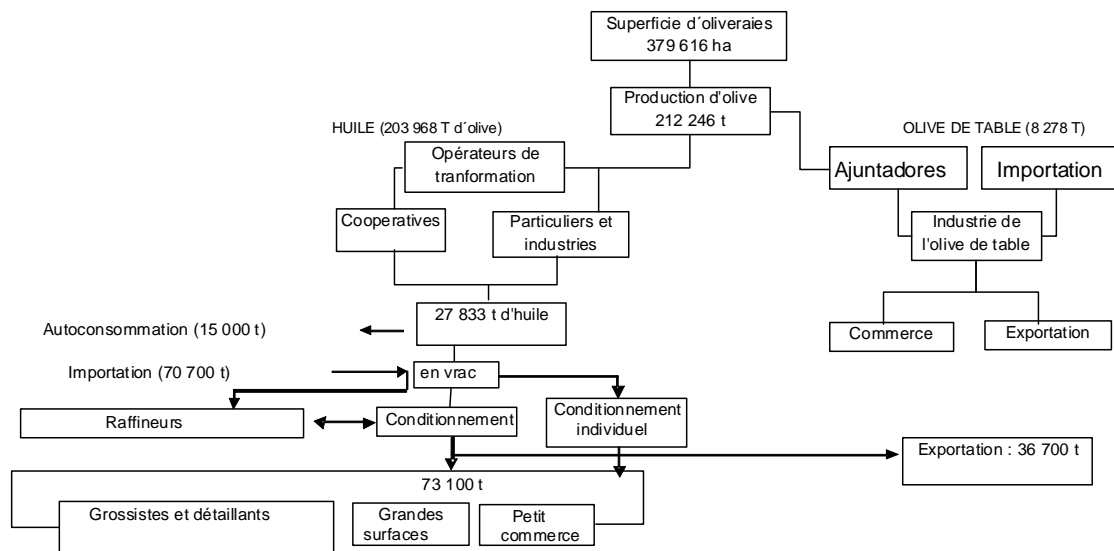 Superficie d´oliveraies
379 616 ha
Production d'olive
212 246 t
HUILE (203 968 T d´olive)
OLIVE DE TABLE (8 278 T)
Opérateurs de
tranformation
Ajuntadores
Importation
Cooperatives
Particuliers et
industries
Industrie de
l'olive de table
27 833 t d'huile
Autoconsommation (15 000 t)
Commerce
Exportation
Importation (70 700 t)
en vrac
Raffineurs
Conditionnement
Conditionnement
individuel
Exportation : 36 700 t
73 100 t
Grossistes et détaillants
Grandes
surfaces
Petit
commerce